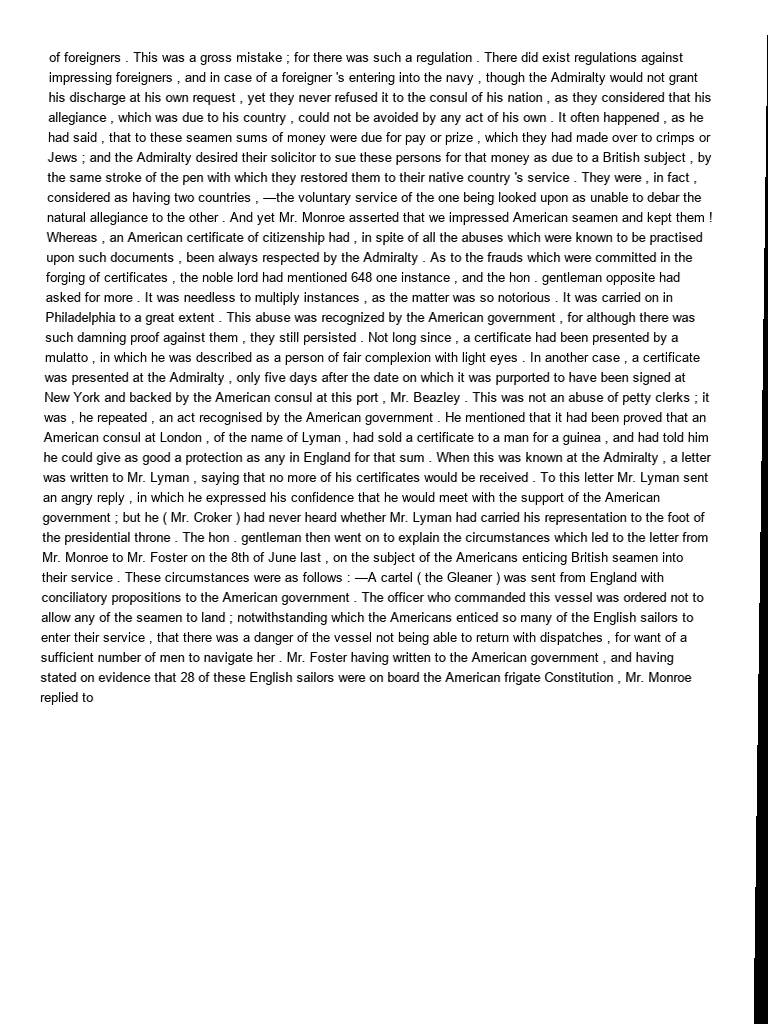 of foreigners . This was a gross mistake ; for there was such a regulation . There did exist regulations against
impressing foreigners , and in case of a foreigner 's entering into the navy , though the Admiralty would not grant
his discharge at his own request , yet they never refused it to the consul of his nation , as they considered that his
allegiance , which was due to his country , could not be avoided by any act of his own . It often happened , as he
had said , that to these seamen sums of money were due for pay or prize , which they had made over to crimps or
Jews ; and the Admiralty desired their solicitor to sue these persons for that money as due to a British subject , by
the same stroke of the pen with which they restored them to their native country 's service . They were , in fact ,
considered as having two countries , —the voluntary service of the one being looked upon as unable to debar the
natural allegiance to the other . And yet Mr. Monroe asserted that we impressed American seamen and kept them !
Whereas , an American certificate of citizenship had , in spite of all the abuses which were known to be practised
upon such documents , been always respected by the Admiralty . As to the frauds which were committed in the
forging of certificates , the noble lord had mentioned 648 one instance , and the hon . gentleman opposite had
asked for more . It was needless to multiply instances , as the matter was so notorious . It was carried on in
Philadelphia to a great extent . This abuse was recognized by the American government , for although there was
such damning proof against them , they still persisted . Not long since , a certificate had been presented by a
mulatto , in which he was described as a person of fair complexion with light eyes . In another case , a certificate
was presented at the Admiralty , only five days after the date on which it was purported to have been signed at
New York and backed by the American consul at this port , Mr. Beazley . This was not an abuse of petty clerks ; it
was , he repeated , an act recognised by the American government . He mentioned that it had been proved that an
American consul at London , of the name of Lyman , had sold a certificate to a man for a guinea , and had told him
he could give as good a protection as any in England for that sum . When this was known at the Admiralty , a letter
was written to Mr. Lyman , saying that no more of his certificates would be received . To this letter Mr. Lyman sent
an angry reply , in which he expressed his confidence that he would meet with the support of the American
government ; but he ( Mr. Croker ) had never heard whether Mr. Lyman had carried his representation to the foot of
the presidential throne . The hon . gentleman then went on to explain the circumstances which led to the letter from
Mr. Monroe to Mr. Foster on the 8th of June last , on the subject of the Americans enticing British seamen into
their service . These circumstances were as follows : —A cartel ( the Gleaner ) was sent from England with
conciliatory propositions to the American government . The officer who commanded this vessel was ordered not to
allow any of the seamen to land ; notwithstanding which the Americans enticed so many of the English sailors to
enter their service , that there was a danger of the vessel not being able to return with dispatches , for want of a
sufficient number of men to navigate her . Mr. Foster having written to the American government , and having
stated on evidence that 28 of these English sailors were on board the American frigate Constitution , Mr. Monroe
replied to